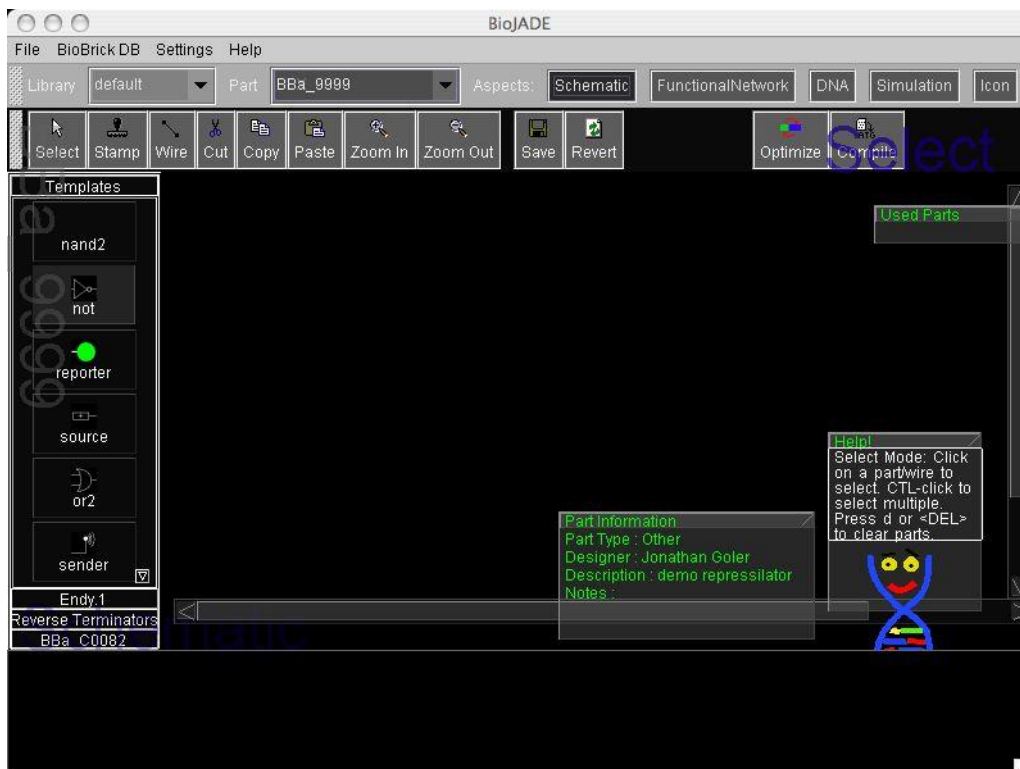 BioJADE
File BioBrick DB Settings Help
Library default Part BBa_9999 Aspects: Schematic FunctionalNetwork DNA Simulation Icon
Select Stamp Wire Cut Copy Paste Zoom In Zoom Out Save Revert Optimize Compile
Select
Templates
nand2
not
reporter
source
or2
sender
Endy.1
Reverse Terminators
BBa_C0082
Schematic
BBa 9999
Used Parts
Part Information
Part Type : Other
Designer : Jonathan Goler
Description : demo repressilator
Notes :
Help!
Select Mode: Click
on a part/wire to
select. CTL-click to
select multiple.
Press d or <DEL>
to clear parts.